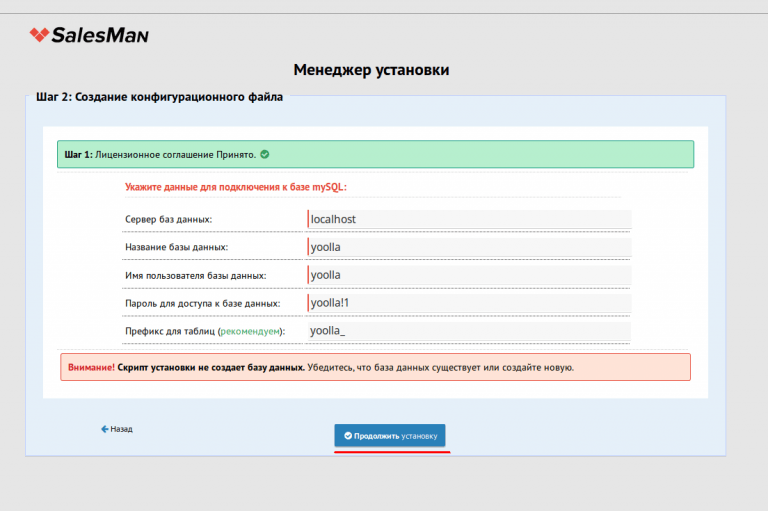 SalesMan
Менеджер установки
Шаг 2: Создание конфигурационного файла
Шаг 1: Лицензионное соглашение Принято.
Укажите данные для подключения к базе mySQL:
Сервер баз данных: localhost
Название базы данных: yoolla
Имя пользователя базы данных: yoolla
Пароль для доступа к базе данных: yoolla!1
Префикс для таблиц (рекомендуем): yoolla_
Внимание! Скрипт установки не создает базу данных. Убедитесь, что база данных существует или создайте новую.
Назад
Продолжить установку